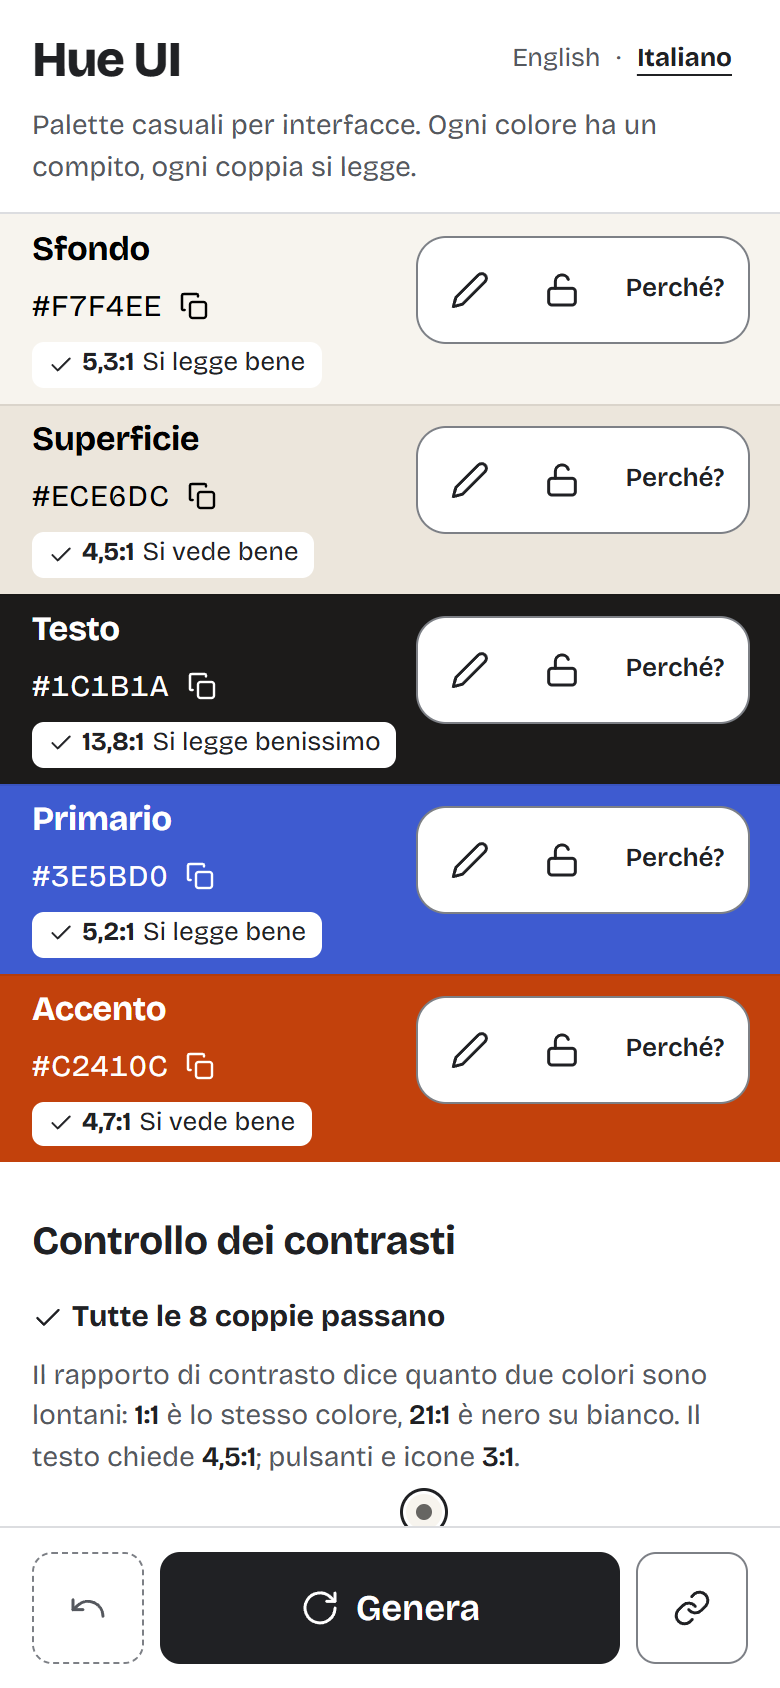 Hue UI
English · Italiano
Palette casuali per interfacce. Ogni colore ha un
compito, ogni coppia si legge.
Sfondo
#F7F4EE
Perché?
5,3:1 Si legge bene
Superficie
#ECE6DC
Perché?
4,5:1 Si vede bene
Testo
#1C1B1A
Perché?
13,8:1 Si legge benissimo
Primario
#3E5BD0
Perché?
5,2:1 Si legge bene
Accento
#C2410C
Perché?
4,7:1 Si vede bene
Controllo dei contrasti
Tutte le 8 coppie passano
Il rapporto di contrasto dice quanto due colori sono
lontani: 1:1 è lo stesso colore, 21:1 è nero su bianco. Il
testo chiede 4,5:1; pulsanti e icone 3:1.
Genera